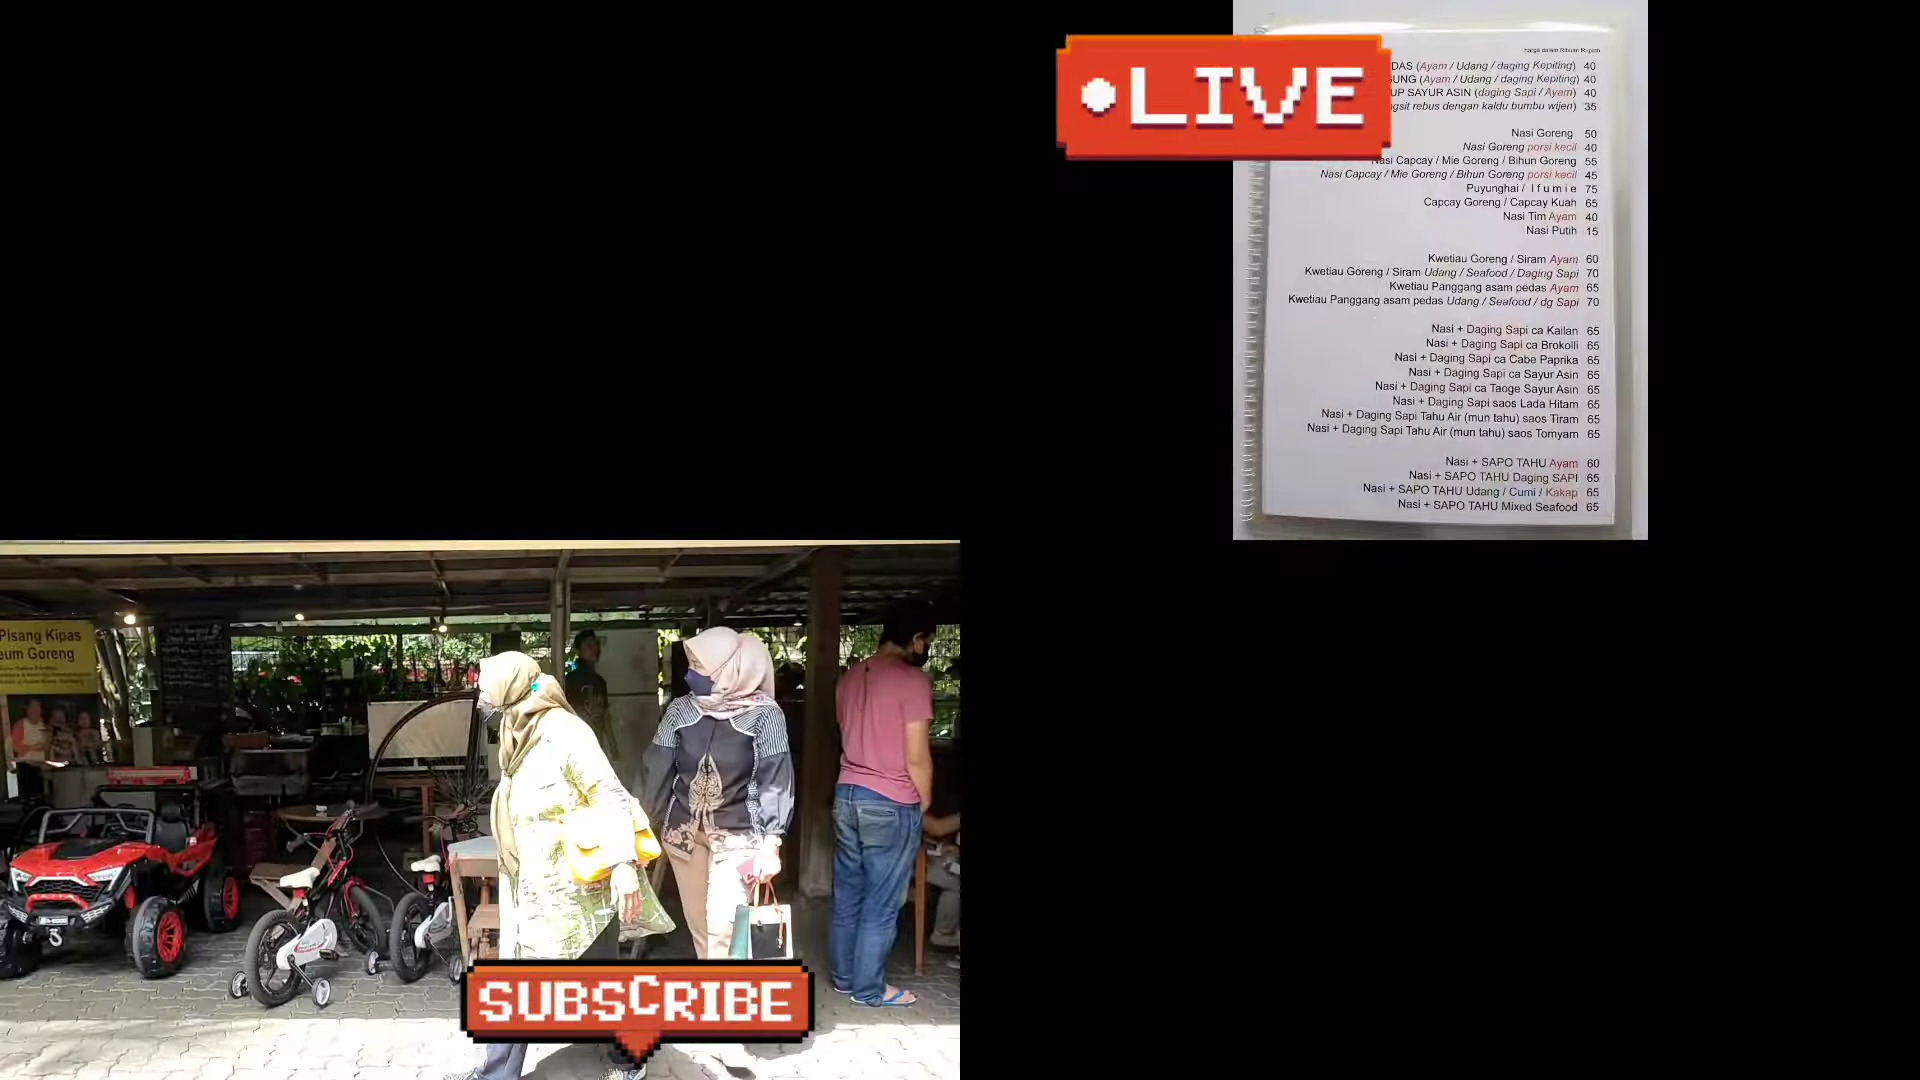 LIVE
harga dalam Ribuan Rupiah
DAS (Ayam / Udang / daging Kepiting) 40
(Ayam / Udang / daging Kepiting) 40
SAYUR ASIN (daging Sapi / Ayam) 40
rebus dengan kaldu bumbu wijen) 35
Nasi Goreng 50
Nasi Goreng porsi kecil 40
Nasi Capcay / Mie Goreng / Bihun Goreng 55
Nasi Capcay / Mie Goreng / Bihun Goreng porsi kecil 45
Puyunghai / I f u m i e 75
Capcay Goreng / Capcay Kuah 65
Nasi Tim Ayam 40
Nasi Putih 15
Kwetiau Goreng / Siram Ayam 60
Kwetiau Goreng / Siram Udang / Seafood / Daging Sapi 70
Kwetiau Panggang asam pedas Ayam 65
Kwetiau Panggang asam pedas Udang / Seafood / dg Sapi 70
Nasi + Daging Sapi ca Kailan 65
Nasi + Daging Sapi ca Brokolli 65
Nasi + Daging Sapi ca Cabe Paprika 65
Nasi + Daging Sapi ca Sayur Asin 65
Nasi + Daging Sapi ca Taoge Sayur Asin 65
Nasi + Daging Sapi saos Lada Hitam 65
Nasi + Daging Sapi Tahu Air (mun tahu) saos Tiram 65
Nasi + Daging Sapi Tahu Air (mun tahu) saos Tomyam 65
Nasi + SAPO TAHU Ayam 60
Nasi + SAPO TAHU Daging SAPI 65
Nasi + SAPO TAHU Udang / Cumi / Kakap 65
Nasi + SAPO TAHU Mixed Seafood 65
Pisang Kipas
eum Goreng
SUBSCRIBE